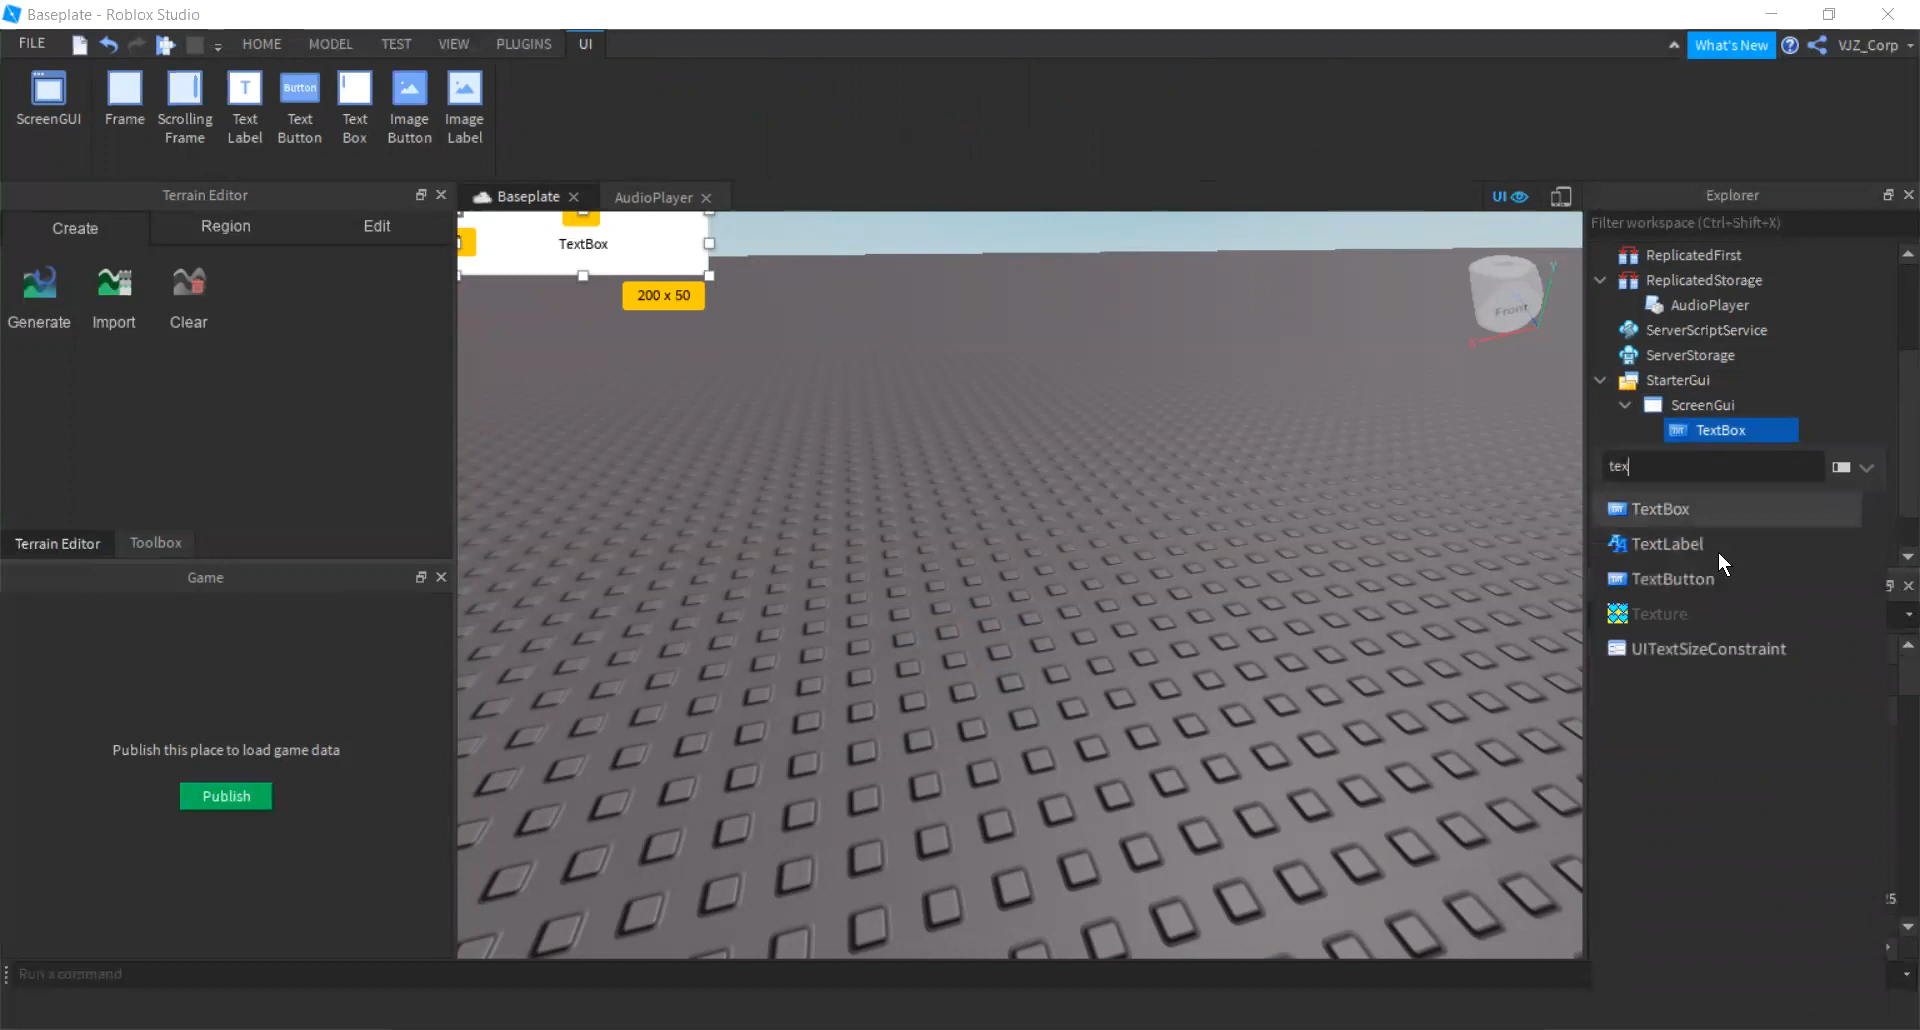 Baseplate - Roblox Studio
FILE HOME MODEL TEST VIEW PLUGINS UI What's New VJZ_Corp
ScreenGUI
Frame
Scrolling Frame
Text Label
Button
Text Button
Text Box
Image Button
Image Label
Terrain Editor
Create Region Edit
Generate Import Clear
Terrain Editor Toolbox
Game
Publish this place to load game data
Publish
Baseplate AudioPlayer UI
TextBox
200 x 50
Front
Y
X
Explorer
Filter workspace (Ctrl+Shift+X)
ReplicatedFirst
ReplicatedStorage
AudioPlayer
ServerScriptService
ServerStorage
StarterGui
ScreenGui
TextBox
tex
TextBox
TextLabel
TextButton
Texture
UITextSizeConstraint
25
Run a command